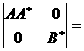 | AA* 0 |
| 0 B* | =